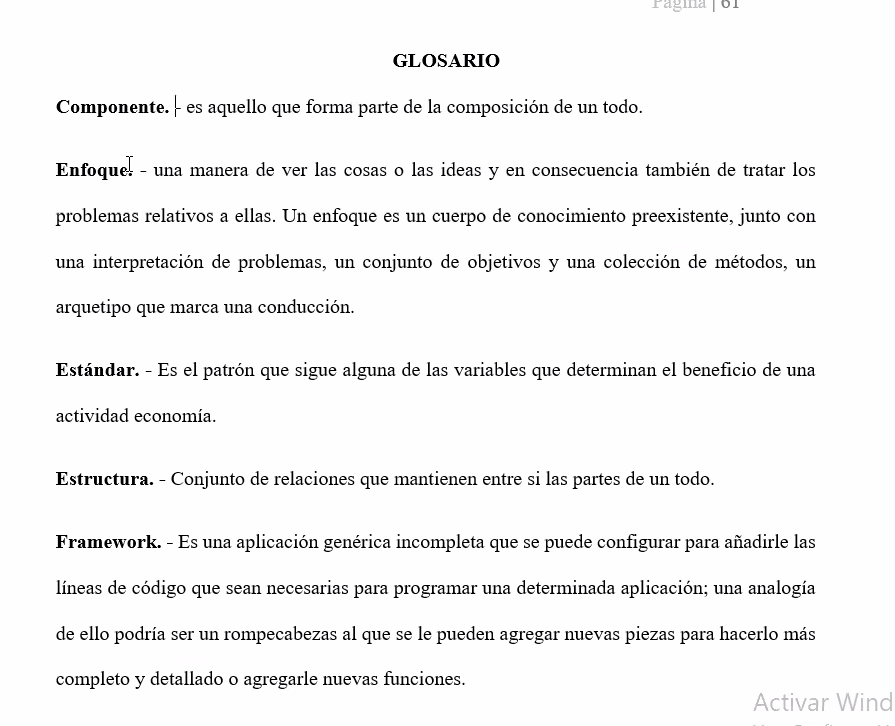 Página | 61
GLOSARIO
Componente. - es aquello que forma parte de la composición de un todo.
Enfoque. - una manera de ver las cosas o las ideas y en consecuencia también de tratar los
problemas relativos a ellas. Un enfoque es un cuerpo de conocimiento preexistente, junto con
una interpretación de problemas, un conjunto de objetivos y una colección de métodos, un
arquetipo que marca una conducción.
Estándar. - Es el patrón que sigue alguna de las variables que determinan el beneficio de una
actividad economía.
Estructura. - Conjunto de relaciones que mantienen entre si las partes de un todo.
Framework. - Es una aplicación genérica incompleta que se puede configurar para añadirle las
líneas de código que sean necesarias para programar una determinada aplicación; una analogía
de ello podría ser un rompecabezas al que se le pueden agregar nuevas piezas para hacerlo más
completo y detallado o agregarle nuevas funciones.
Activar Wind